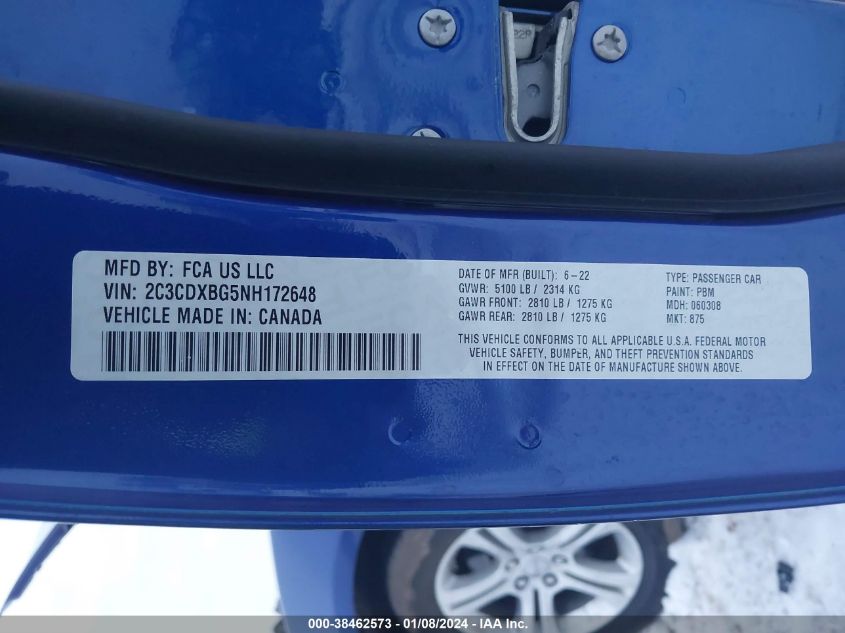 22R
MFD BY: FCA US LLC
VIN: 2C3CDXBG5NH172648
VEHICLE MADE IN: CANADA
DATE OF MFR (BUILT): 6-22
GVWR: 5100 LB / 2314 KG
GAWR FRONT: 2810 LB / 1275 KG
GAWR REAR: 2810 LB / 1275 KG
TYPE: PASSENGER CAR
PAINT: PBM
MDH: 060308
MKT: 875
THIS VEHICLE CONFORMS TO ALL APPLICABLE U.S.A. FEDERAL MOTOR
VEHICLE SAFETY, BUMPER, AND THEFT PREVENTION STANDARDS
IN EFFECT ON THE DATE OF MANUFACTURE SHOWN ABOVE.
000-38462573 - 01/08/2024 - IAA Inc.